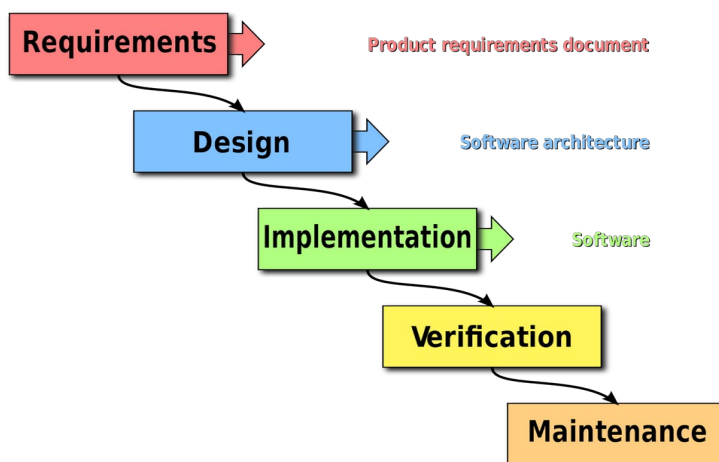 Requirements
Product requirements document
Design
Software architecture
Implementation
Software
Verification
Maintenance